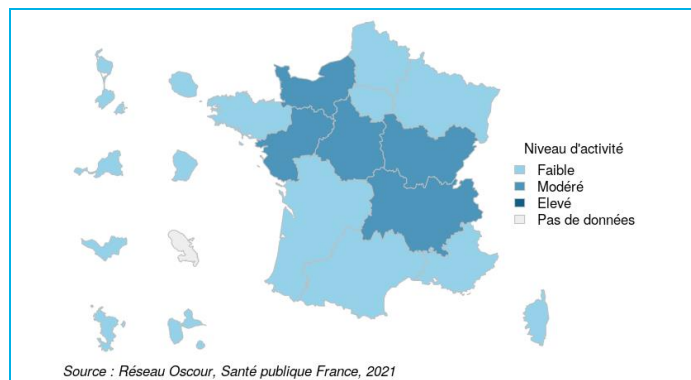 Niveau d'activité
Faible
Modéré
Elevé
Pas de données
Source : Réseau Oscour, Santé publique France, 2021